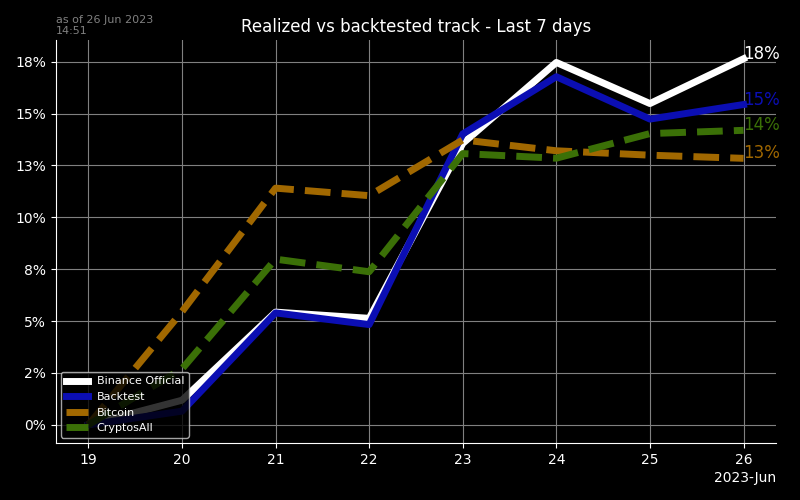 as of 26 Jun 2023
14:51
Realized vs backtested track - Last 7 days
18%
15%
13%
10%
8%
5%
2%
0%
18%
15%
14%
13%
Binance Official
Backtest
Bitcoin
CryptosAll
19 20 21 22 23 24 25 26
2023-Jun